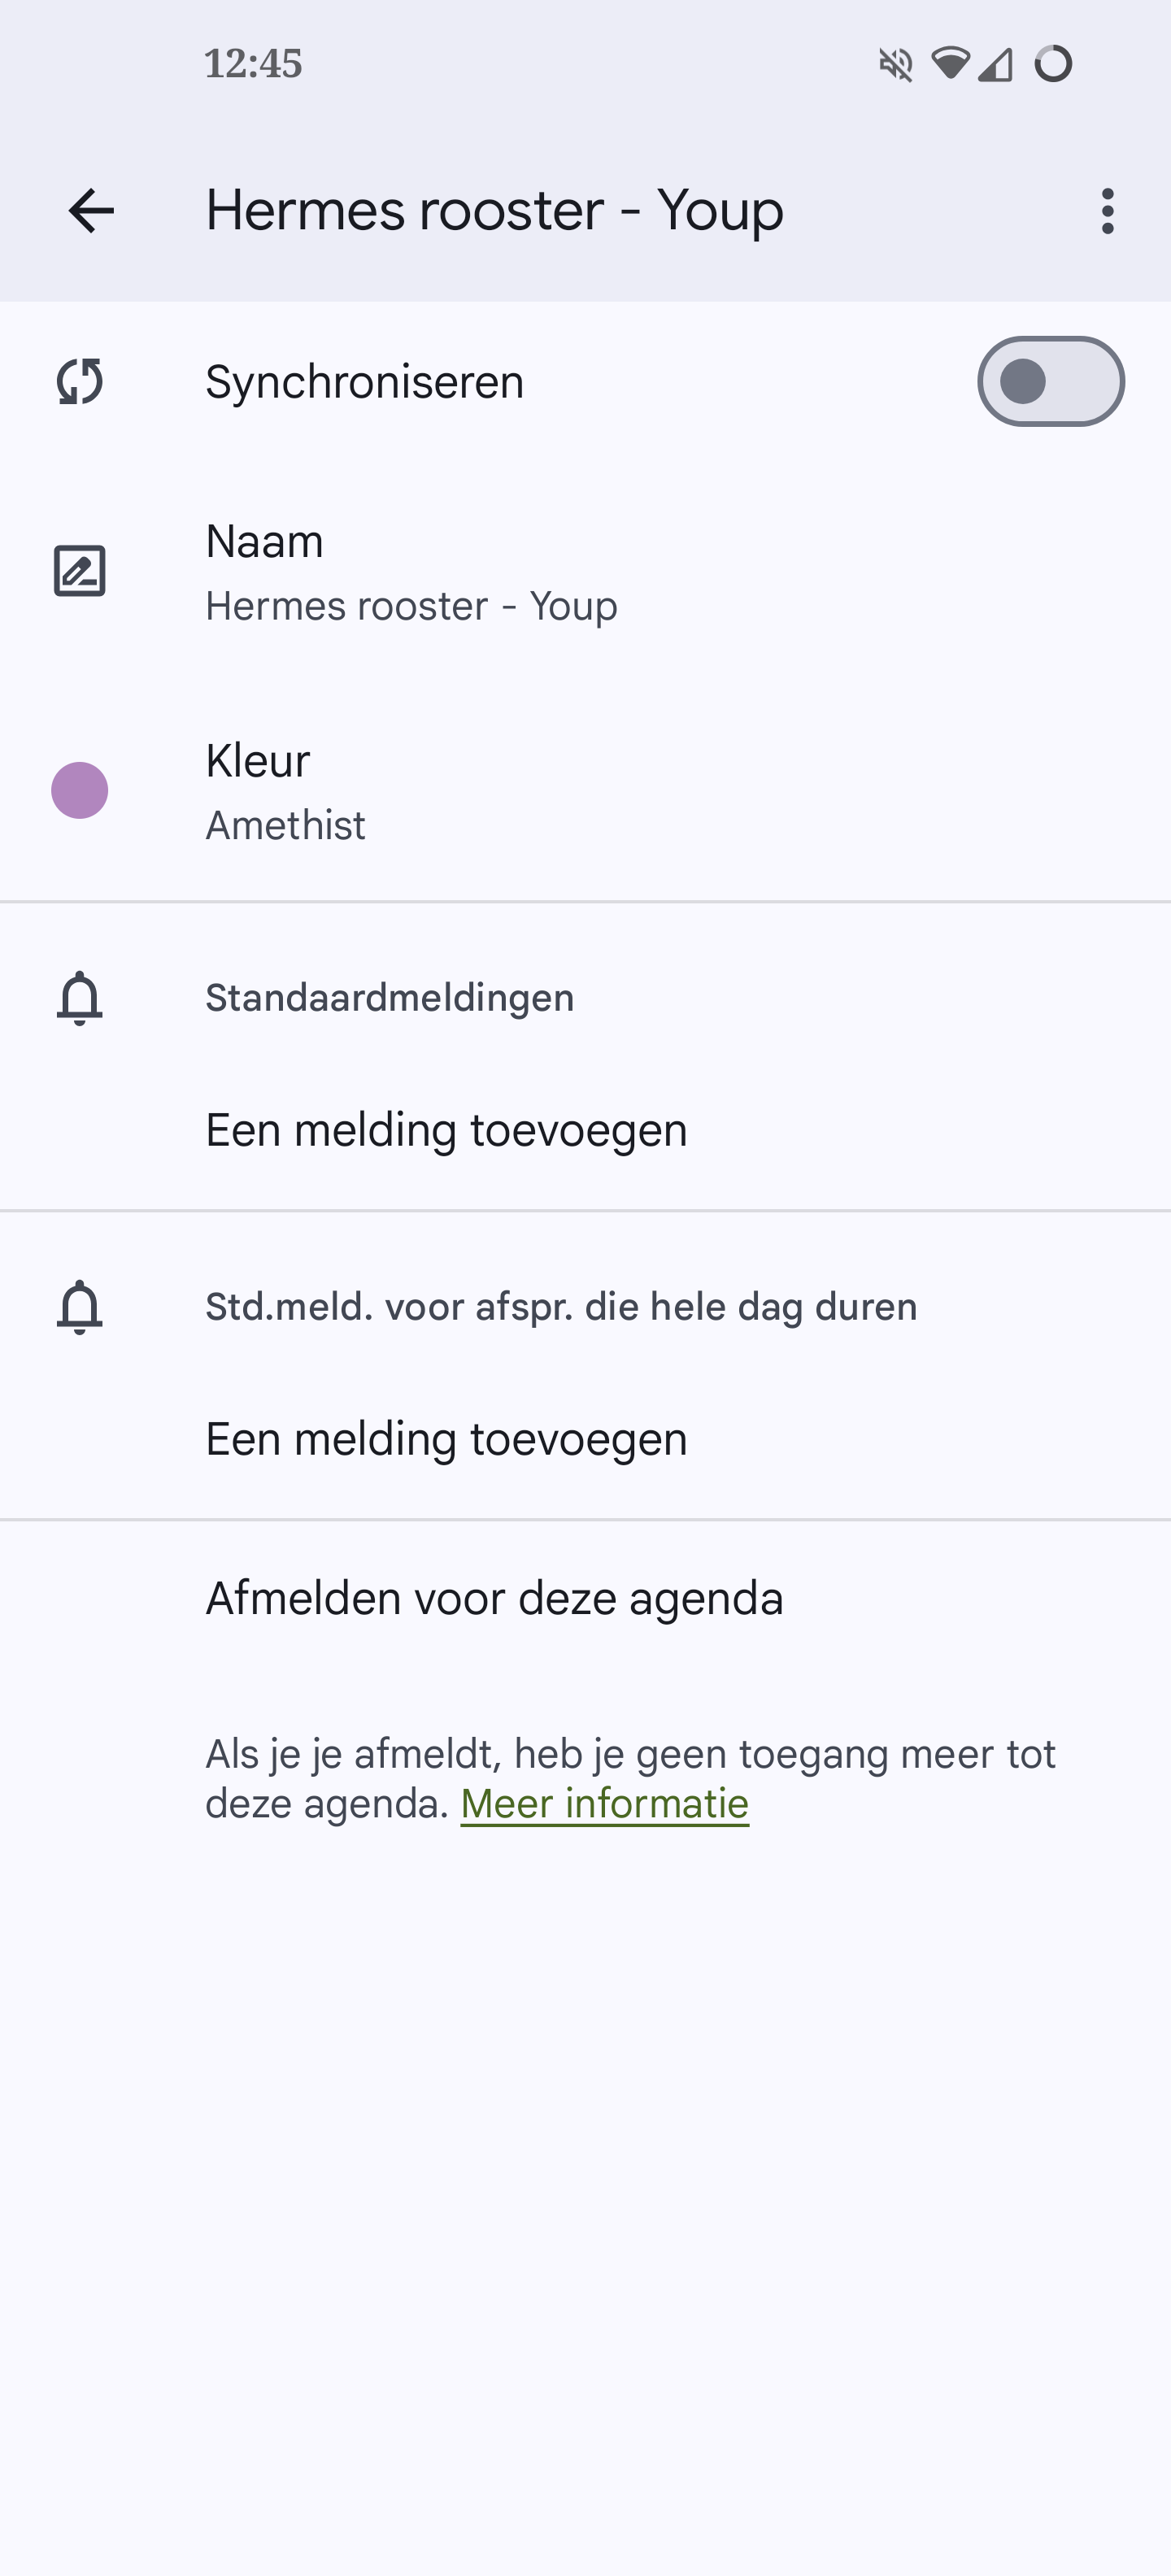 12:45
Hermes rooster - Youp
Synchroniseren
Naam
Hermes rooster - Youp
Kleur
Amethist
Standaardmeldingen
Een melding toevoegen
Std.meld. voor afspr. die hele dag duren
Een melding toevoegen
Afmelden voor deze agenda
Als je je afmeldt, heb je geen toegang meer tot
deze agenda. Meer informatie